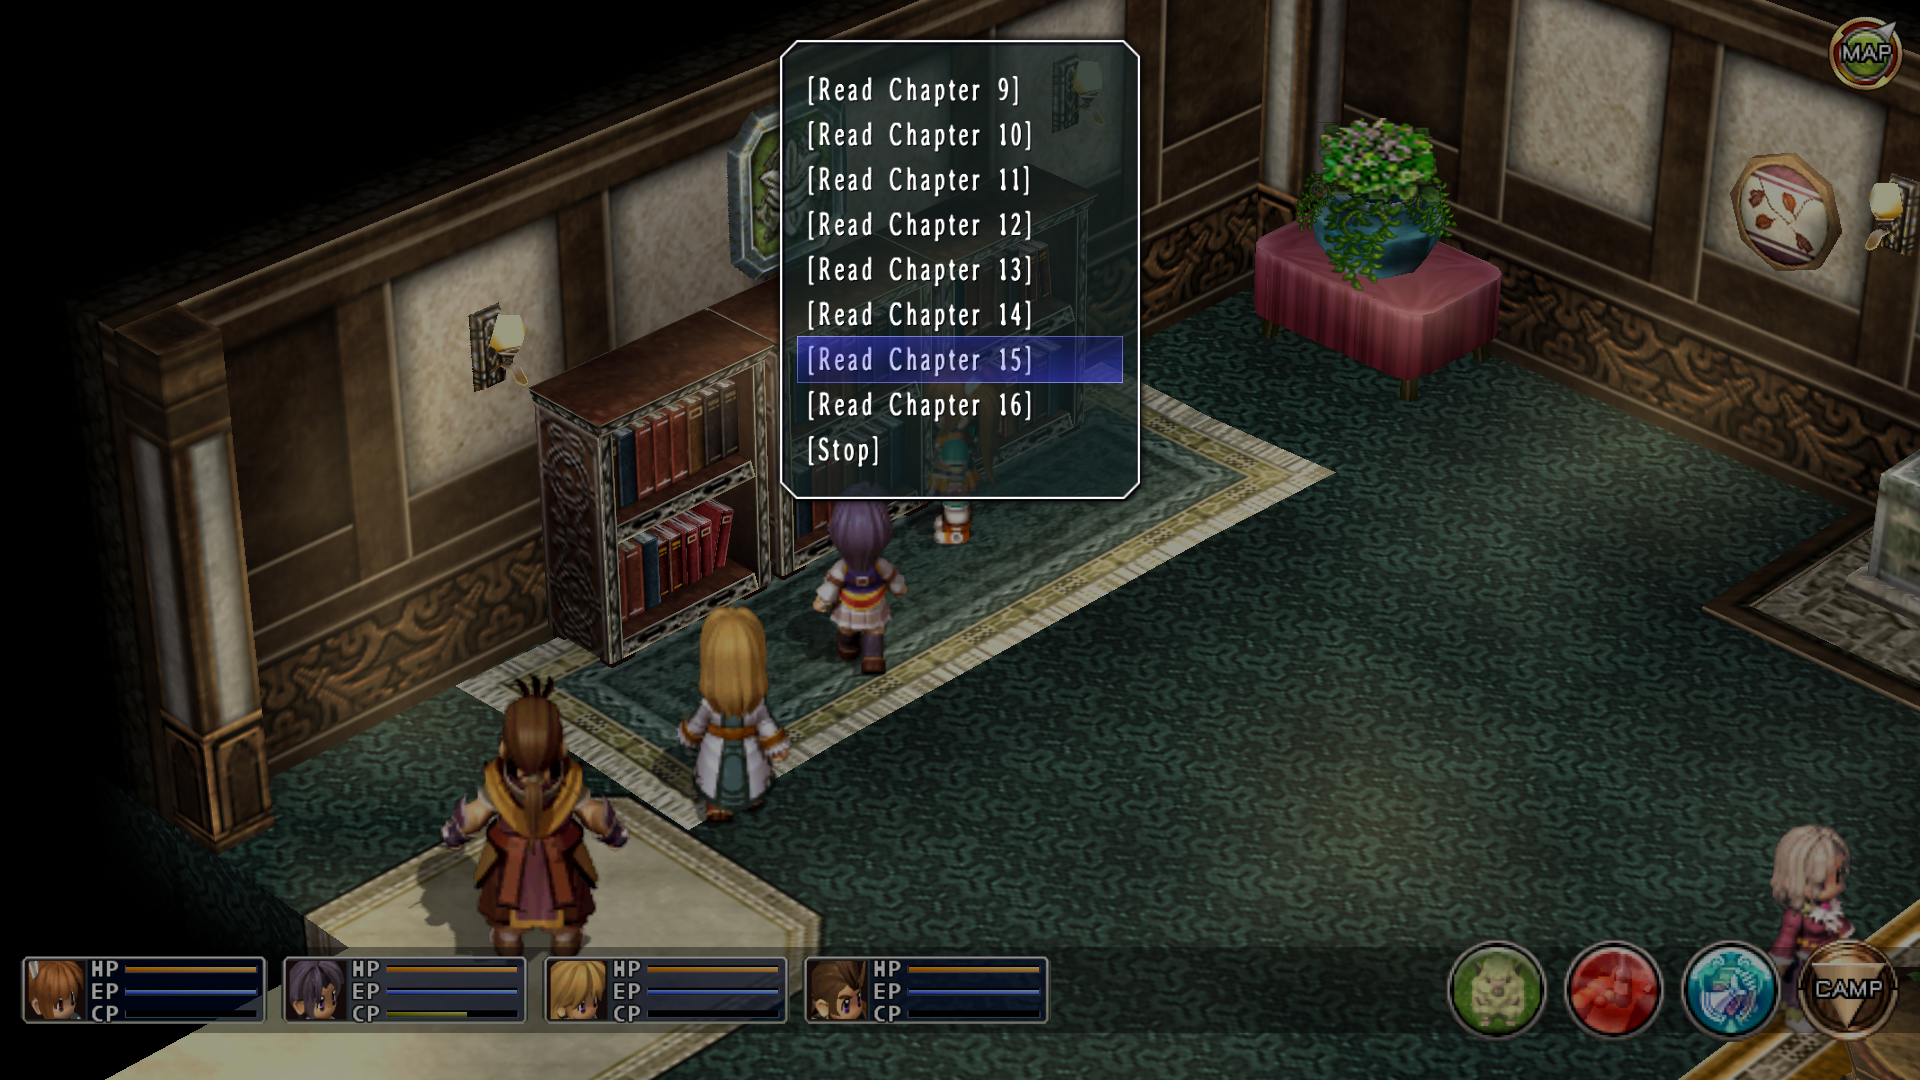 [Read Chapter 9]
[Read Chapter 10]
[Read Chapter 11]
[Read Chapter 12]
[Read Chapter 13]
[Read Chapter 14]
[Read Chapter 15]
[Read Chapter 16]
[Stop]
MAP
HP
EP
CP
HP
EP
CP
HP
EP
CP
HP
EP
CP
CAMP